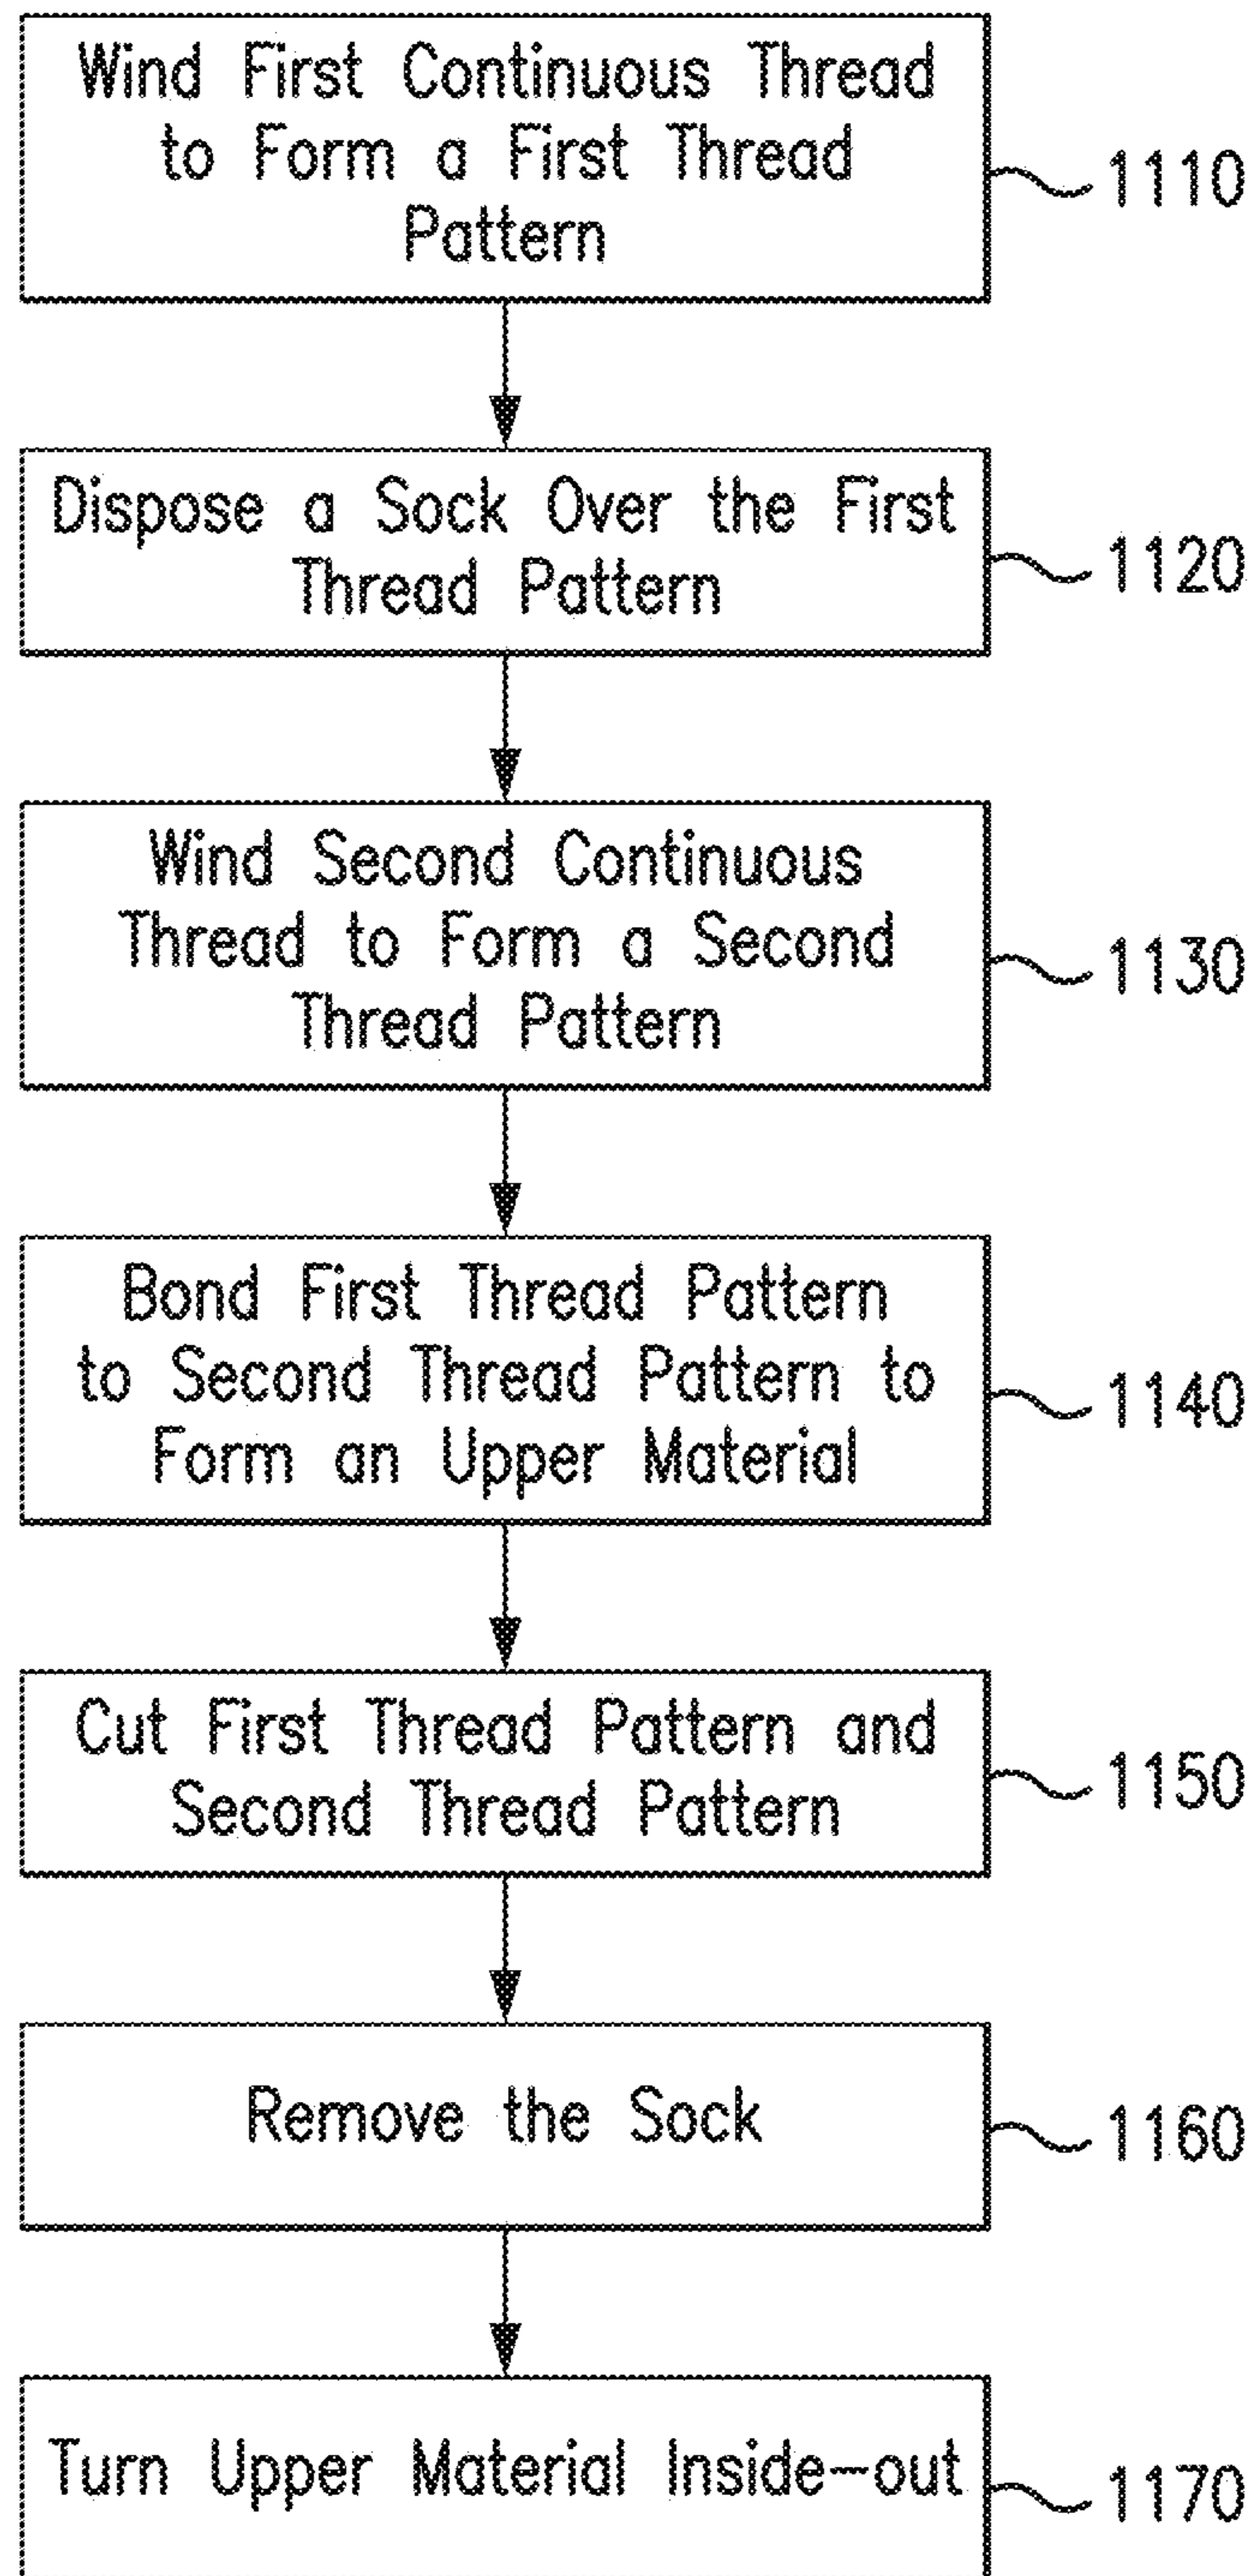 Wind First Continuous Thread
to Form a First Thread
Pattern
1110
Dispose a Sock Over the First
Thread Pattern
1120
Wind Second Continuous
Thread to Form a Second
Thread Pattern
1130
Bond First Thread Pattern
to Second Thread Pattern to
Form an Upper Material
1140
Cut First Thread Pattern and
Second Thread Pattern
1150
Remove the Sock
1160
Turn Upper Material Inside-out
1170